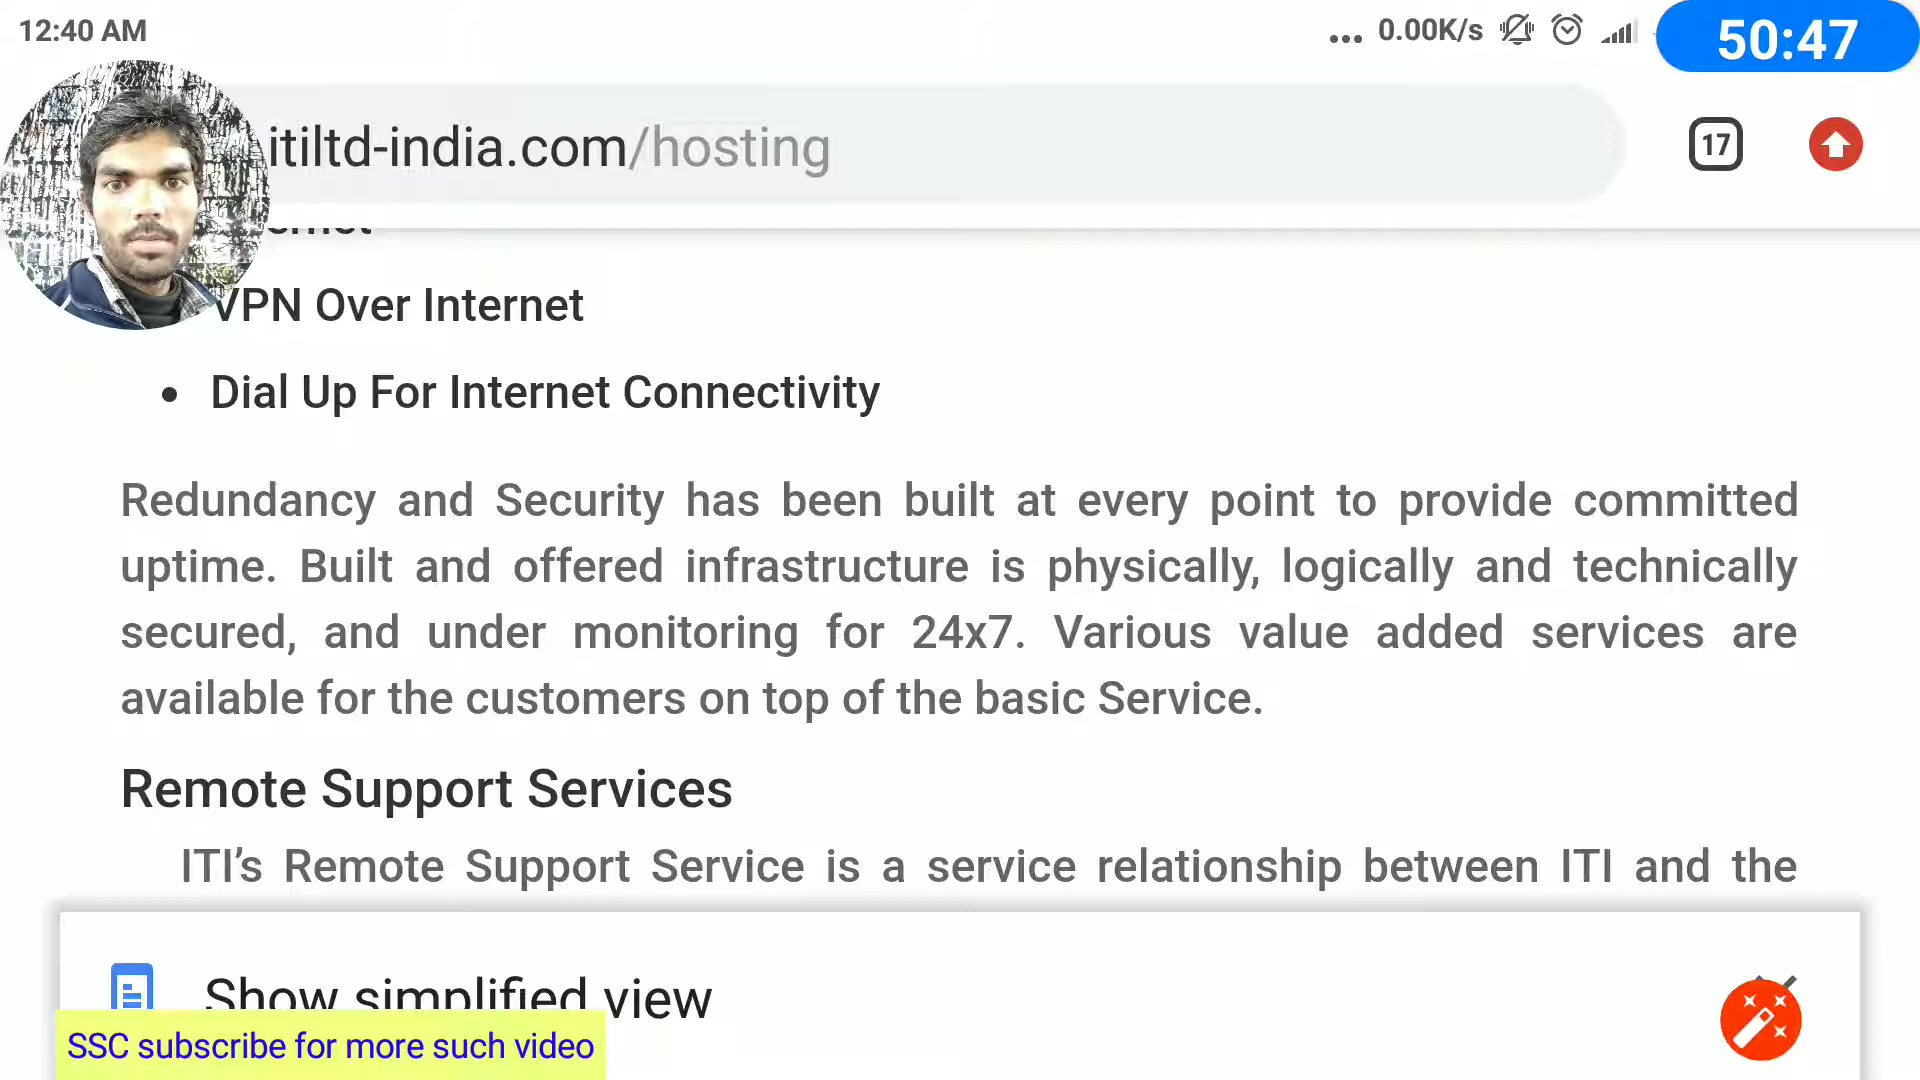 12:40 AM
... 0.00K/s
50:47
itiltd-india.com/hosting
17
VPN Over Internet
• Dial Up For Internet Connectivity
Redundancy and Security has been built at every point to provide committed
uptime. Built and offered infrastructure is physically, logically and technically
secured, and under monitoring for 24x7. Various value added services are
available for the customers on top of the basic Service.
Remote Support Services
ITI’s Remote Support Service is a service relationship between ITI and the
Show simplified view
SSC subscribe for more such video